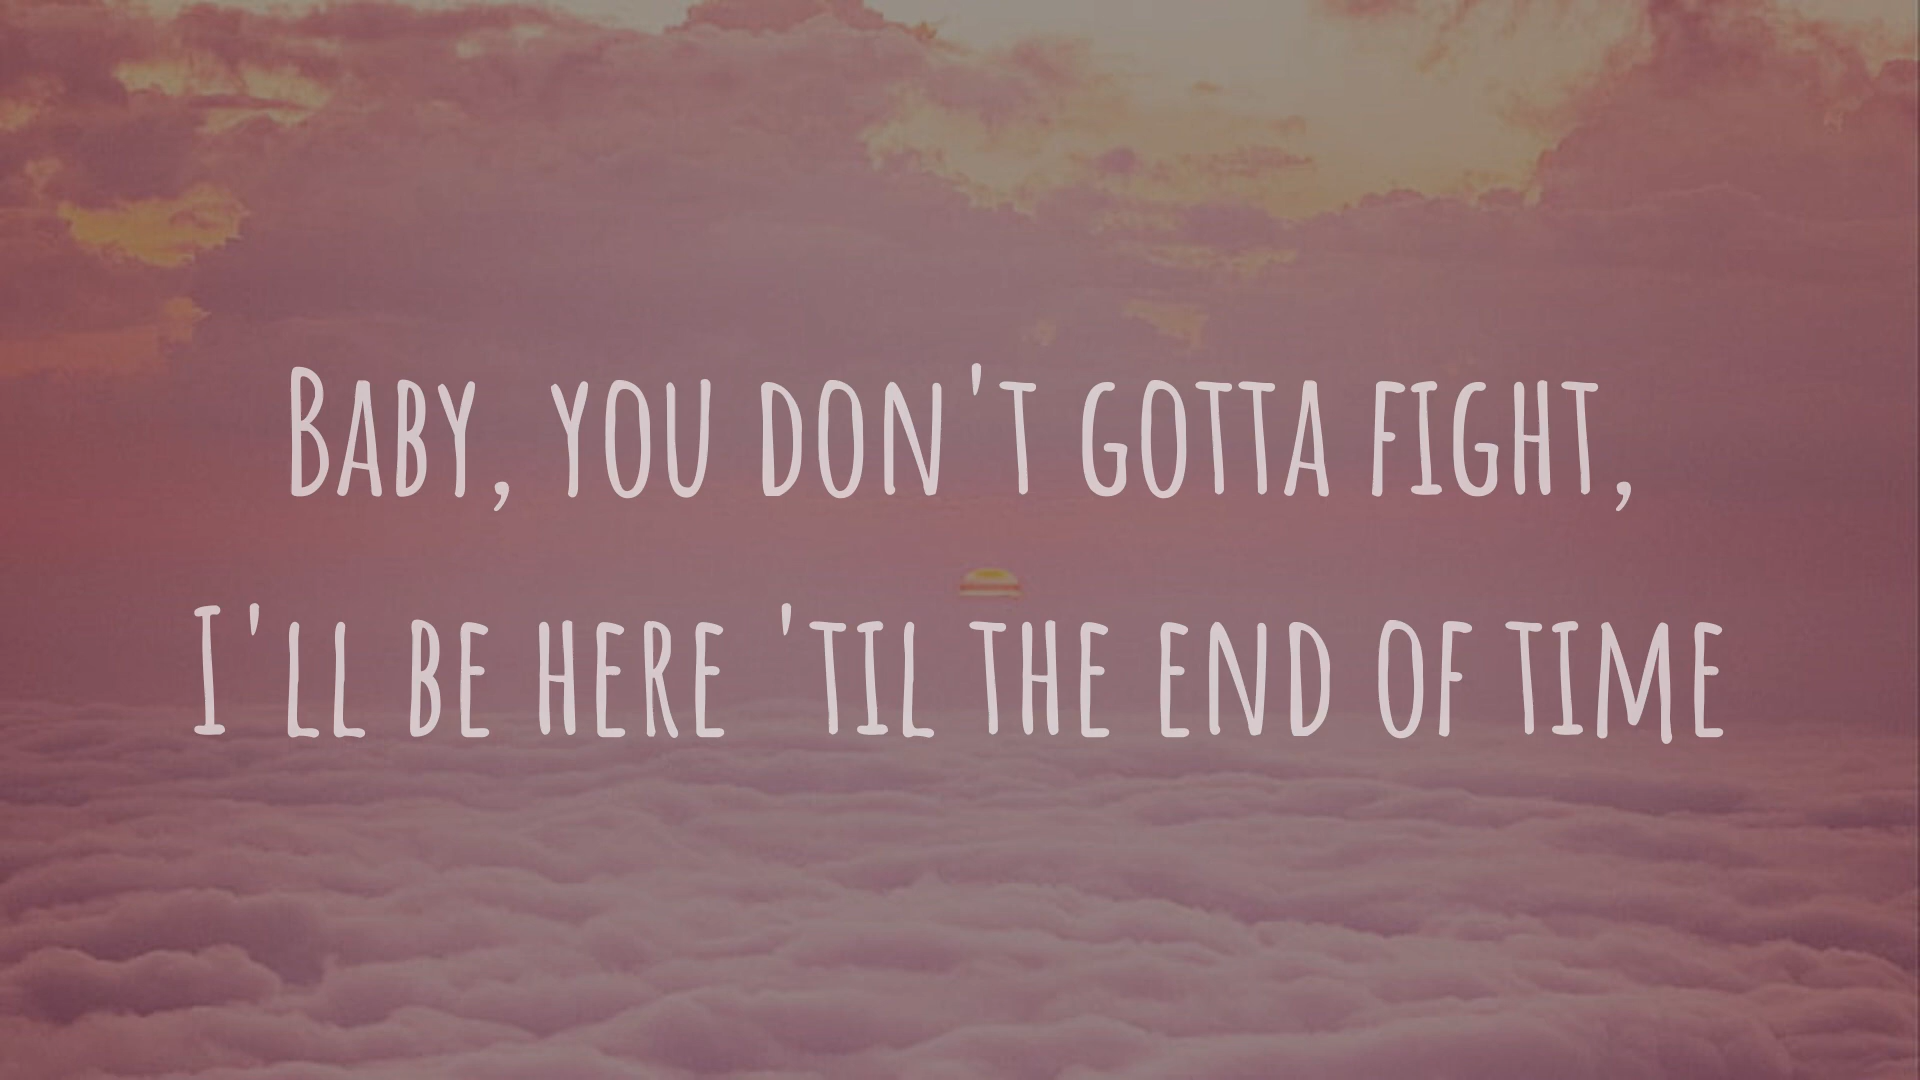 Baby, you don't gotta fight,
I'll be here 'til the end of time